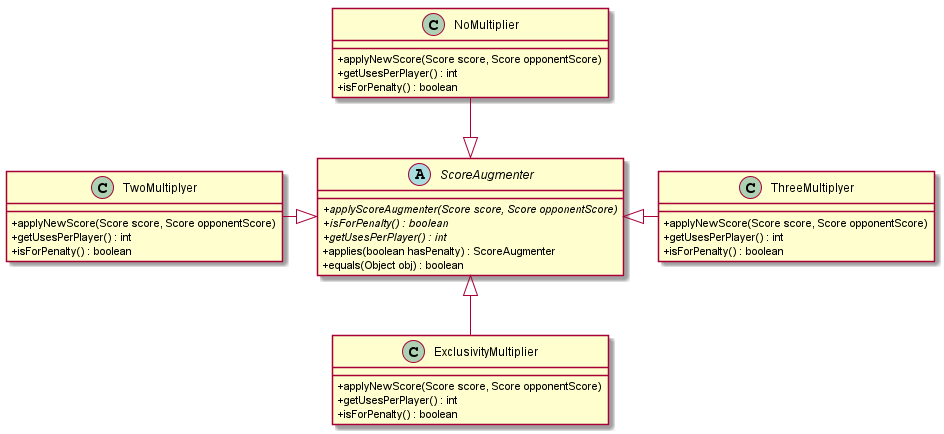 C NoMultiplier
+applyNewScore(Score score, Score opponentScore)
+getUsesPerPlayer() : int
+isForPenalty() : boolean
C TwoMultiplyer
+applyNewScore(Score score, Score opponentScore)
+getUsesPerPlayer() : int
+isForPenalty() : boolean
A ScoreAugmenter
+applyScoreAugmenter(Score score, Score opponentScore)
+isForPenalty() : boolean
+getUsesPerPlayer() : int
+applies(boolean hasPenalty) : ScoreAugmenter
+equals(Object obj) : boolean
C ThreeMultiplyer
+applyNewScore(Score score, Score opponentScore)
+getUsesPerPlayer() : int
+isForPenalty() : boolean
C ExclusivityMultiplier
+applyNewScore(Score score, Score opponentScore)
+getUsesPerPlayer() : int
+isForPenalty() : boolean